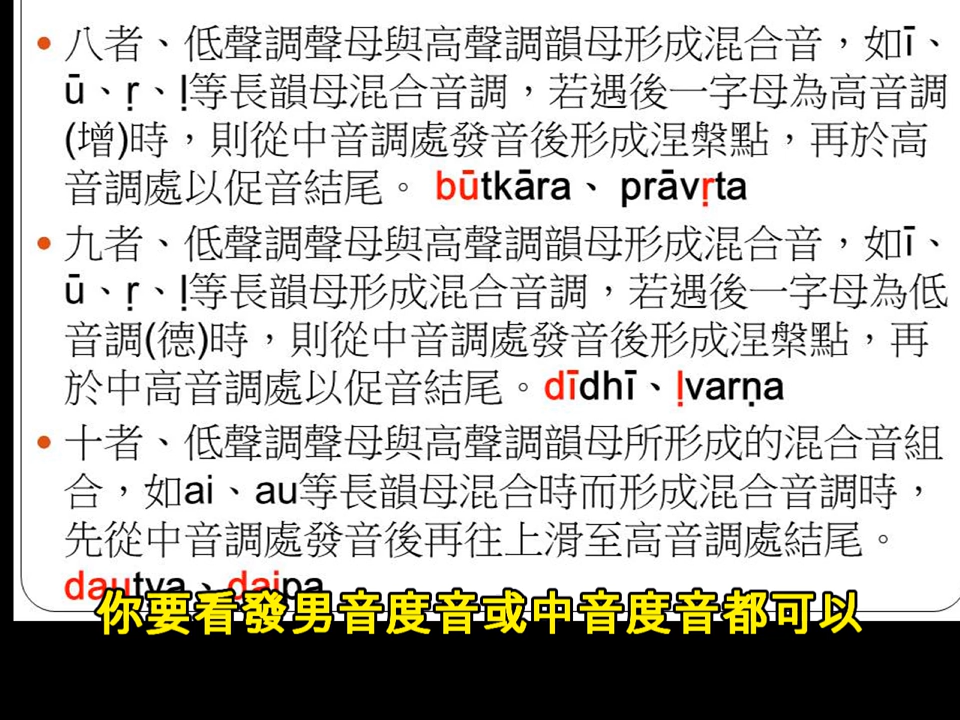 • 八者、低聲調聲母與高聲調韻母形成混合音，如ī、
ū、ṛ、ḷ等長韻母混合音調，若遇後一字母為高音調
(增)時，則從中音調處發音後形成涅槃點，再於高
音調處以促音結尾。 būtkāra、 prāvṛta
• 九者、低聲調聲母與高聲調韻母形成混合音，如ī、
ū、ṛ、ḷ等長韻母形成混合音調，若遇後一字母為低
音調(德)時，則從中音調處發音後形成涅槃點，再
於中高音調處以促音結尾。dīdhī、ḷvarṇa
• 十者、低聲調聲母與高聲調韻母所形成的混合音組
合，如ai、au等長韻母混合時而形成混合音調時，
先從中音調處發音後再往上滑至高音調處結尾。
dautya、daipa
你要看發男音度音或中音度音都可以